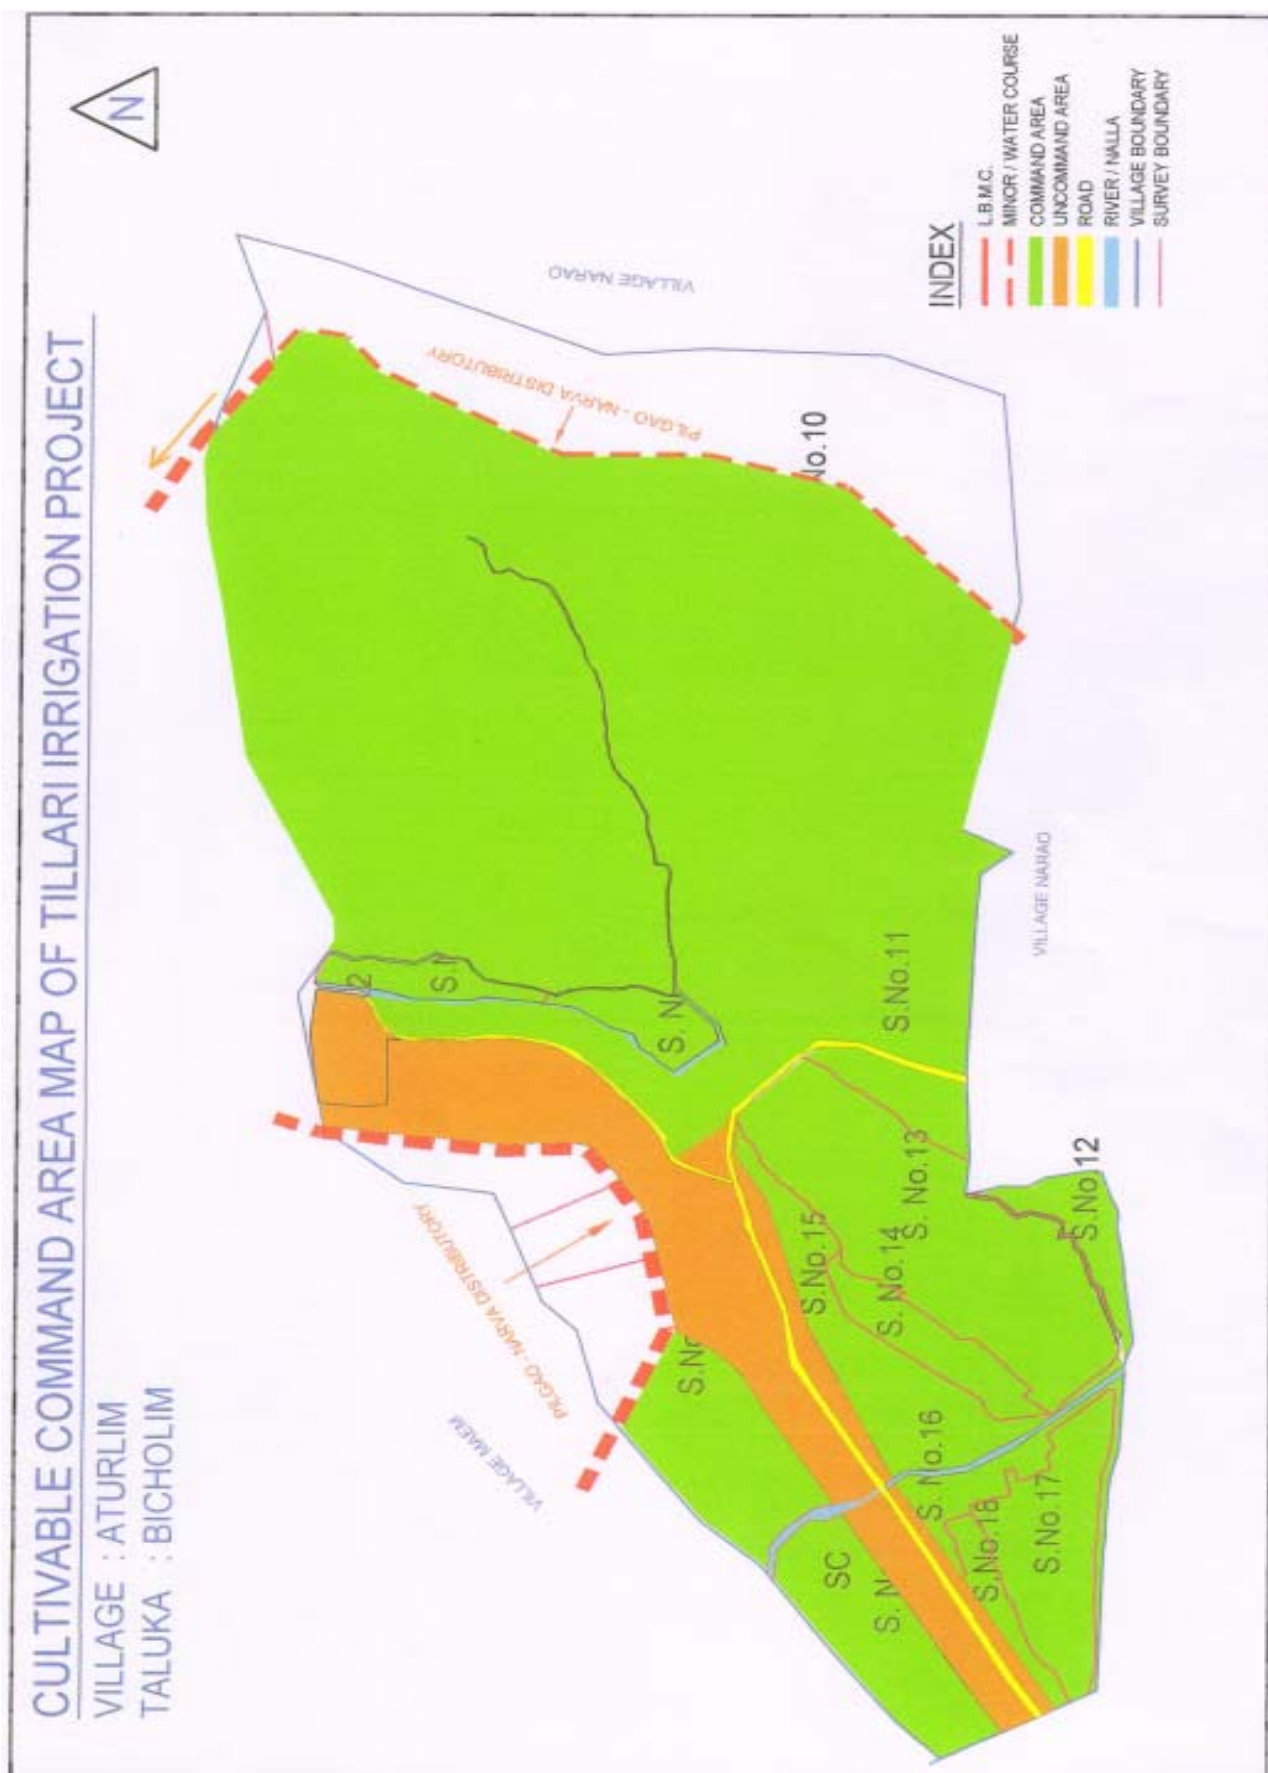 CULTIVABLE COMMAND AREA MAP OF TILLARI IRRIGATION PROJECT
VILLAGE : ATURLIM
TALUKA : BICHOLIM
N
VILLAGE NARAO
PILGAO - NARVA DISTRIBUTORY
No.10
2
S.
S. N
PILGAO - NARVA DISTRIBUTORY
VILLAGE MAEM
S.No
S.No.11
VILLAGE NARAO
S. No.13
S.No.12
S.No.15
S. No.14
S. No.16
S.No.17
S.No.18
SC
S. N
INDEX
L.B.M.C.
MINOR / WATER COURSE
COMMAND AREA
UNCOMMAND AREA
ROAD
RIVER / NALLA
VILLAGE BOUNDARY
SURVEY BOUNDARY